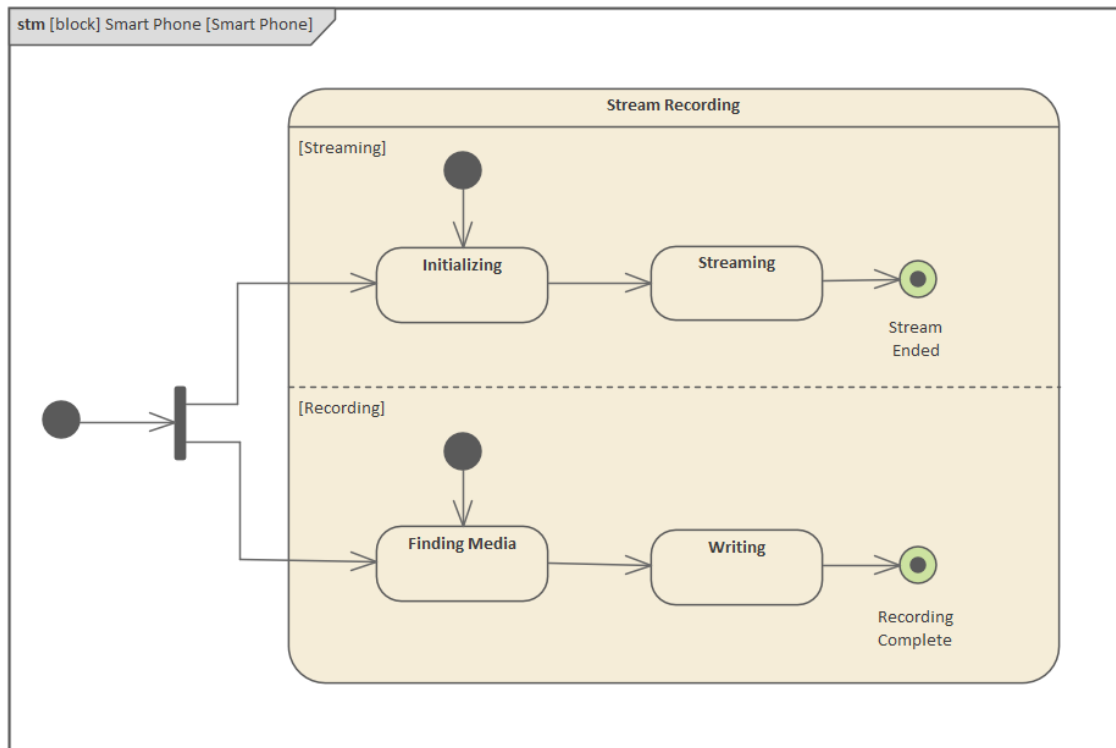 stm [block] Smart Phone [Smart Phone]
Stream Recording
[Streaming]
Initializing
Streaming
Stream
Ended
[Recording]
Finding Media
Writing
Recording
Complete